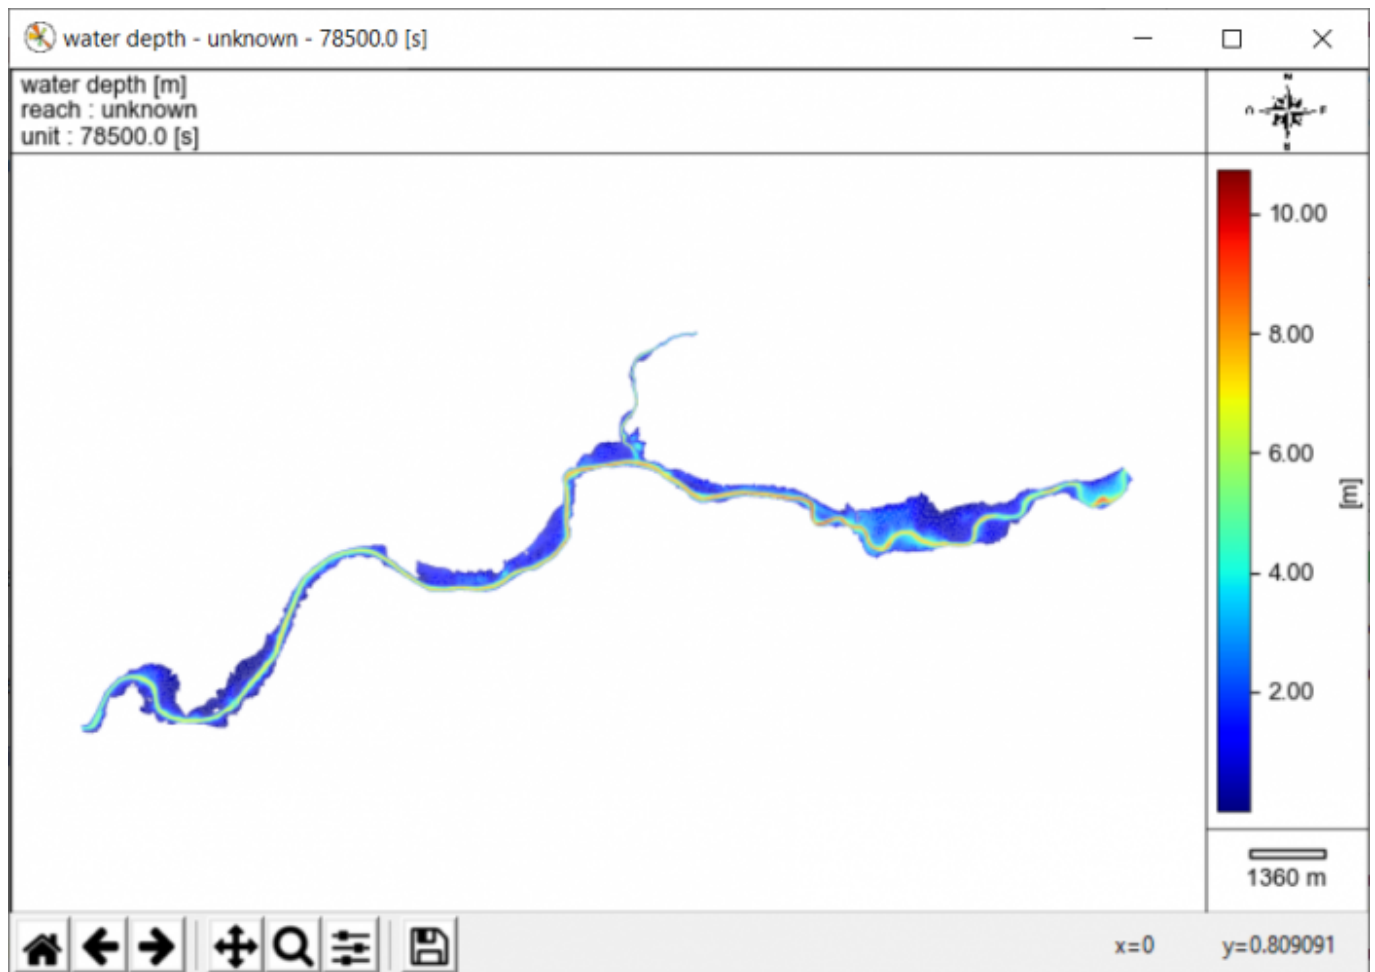 water depth - unknown - 78500.0 [s]
water depth [m]
reach : unknown
unit : 78500.0 [s]
N
O
E
10.00
8.00
6.00
4.00
2.00
[m]
1360 m
x=0 y=0.809091